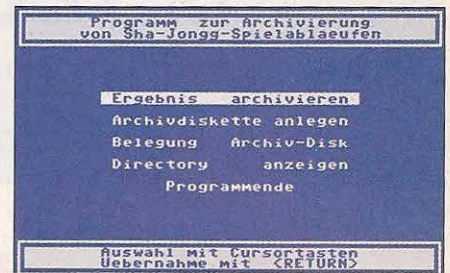 Programm zur Archivierung
von Sha-Jongg-Spielablaeufen
Ergebnis archivieren
Archivdiskette anlegen
Belegung Archiv-Disk
Directory anzeigen
Programmende
Auswahl mit Cursortasten
Uebernahme mit <RETURN>